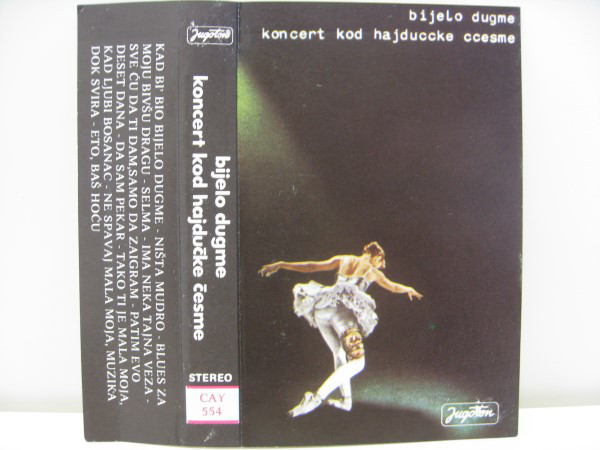 KAD BI' BIO BIJELO DUGME - NIŠTA MUDRO - BLUES ZA
MOJU BIVŠU DRAGU - SELMA - IMA NEKA TAJNA VEZA -
SVE ĆU DA TI DAM,SAMO DA ZAIGRAM - PATIM EVO
DESET DANA - DA SAM PEKAR - TAKO TI JE MALA MOJA,
KAD LJUBI BOSANAC - NE SPAVAJ MALA MOJA, MUZIKA
DOK SVIRA - ETO, BAŠ HOĆU
Jugoton
bijelo dugme
koncert kod hajdučke česme
STEREO
CAY
554
bijelo dugme
koncert kod hajduccke ccesme
Jugoton